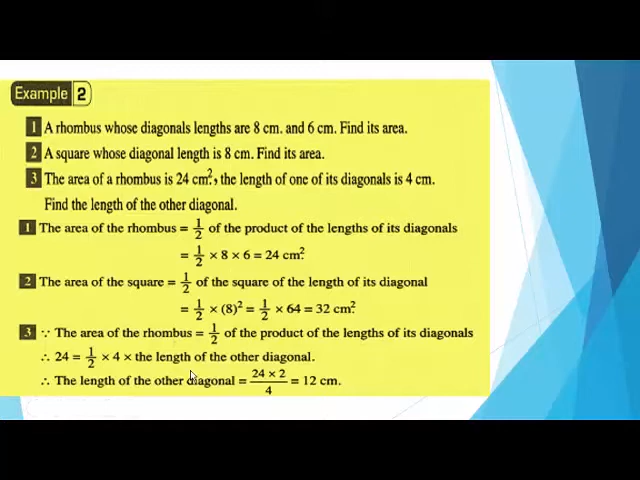 Example 2
1 A rhombus whose diagonals lengths are 8 cm. and 6 cm. Find its area.
2 A square whose diagonal length is 8 cm. Find its area.
3 The area of a rhombus is 24 cm², the length of one of its diagonals is 4 cm.
Find the length of the other diagonal.
1 The area of the rhombus = 1/2 of the product of the lengths of its diagonals
= 1/2 × 8 × 6 = 24 cm².
2 The area of the square = 1/2 of the square of the length of its diagonal
= 1/2 × (8)² = 1/2 × 64 = 32 cm².
3 ∵ The area of the rhombus = 1/2 of the product of the lengths of its diagonals
∴ 24 = 1/2 × 4 × the length of the other diagonal.
∴ The length of the other diagonal = 24 × 2 / 4 = 12 cm.